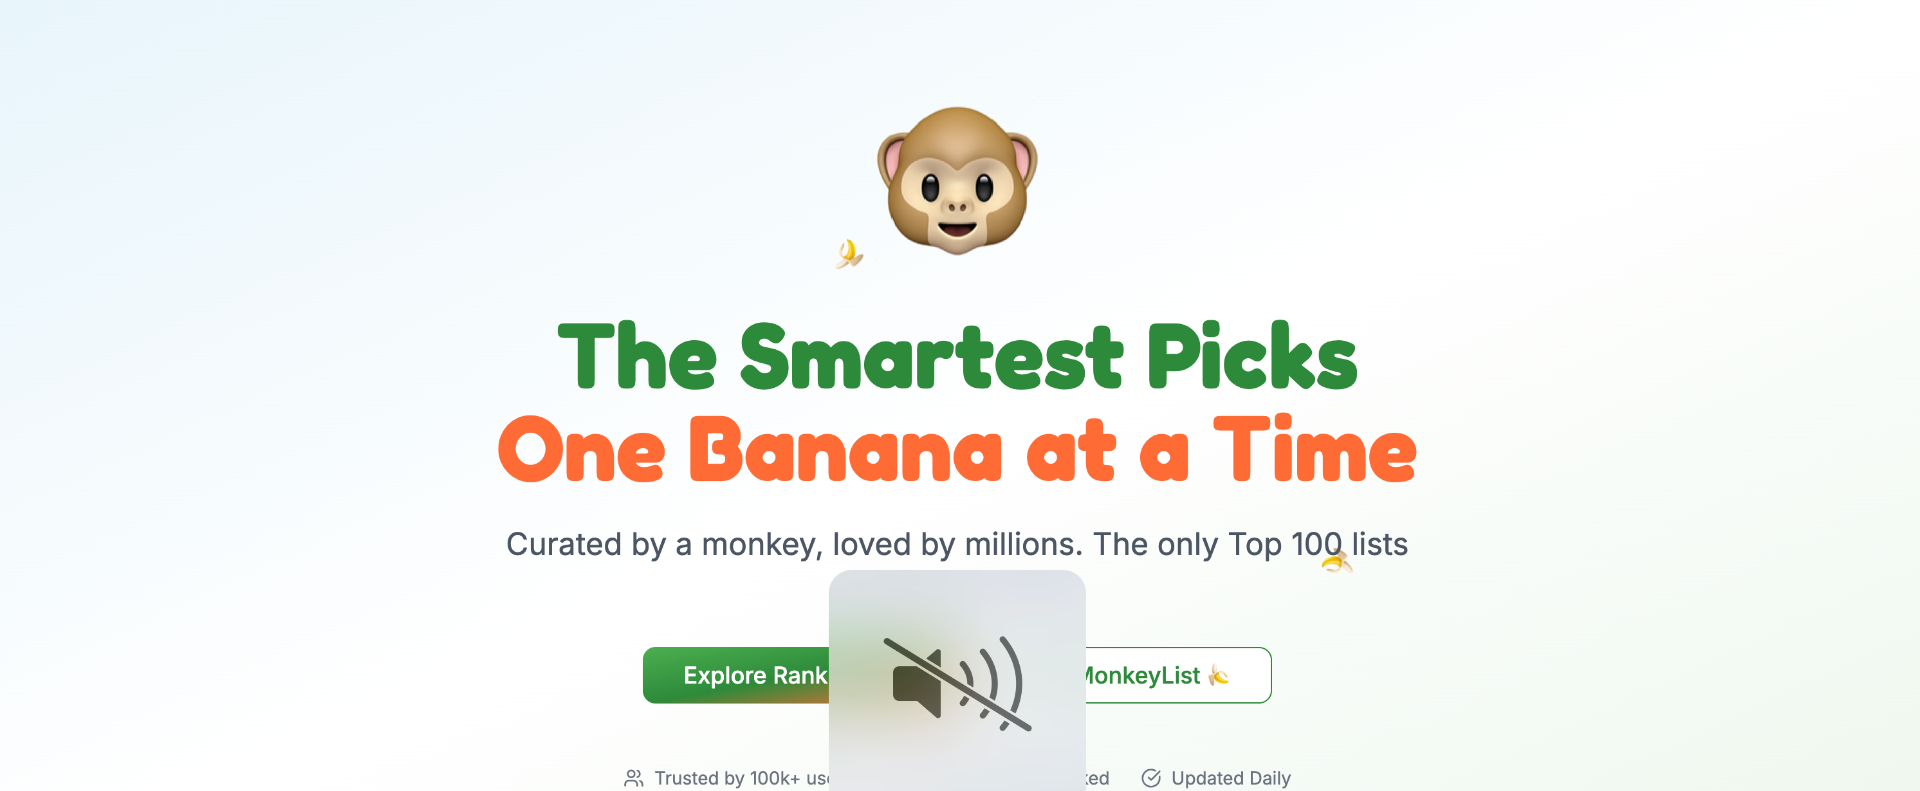 The Smartest Picks
One Banana at a Time
Curated by a monkey, loved by millions. The only Top 100 lists
Explore
MonkeyList
Trusted by 100k+
Updated Daily